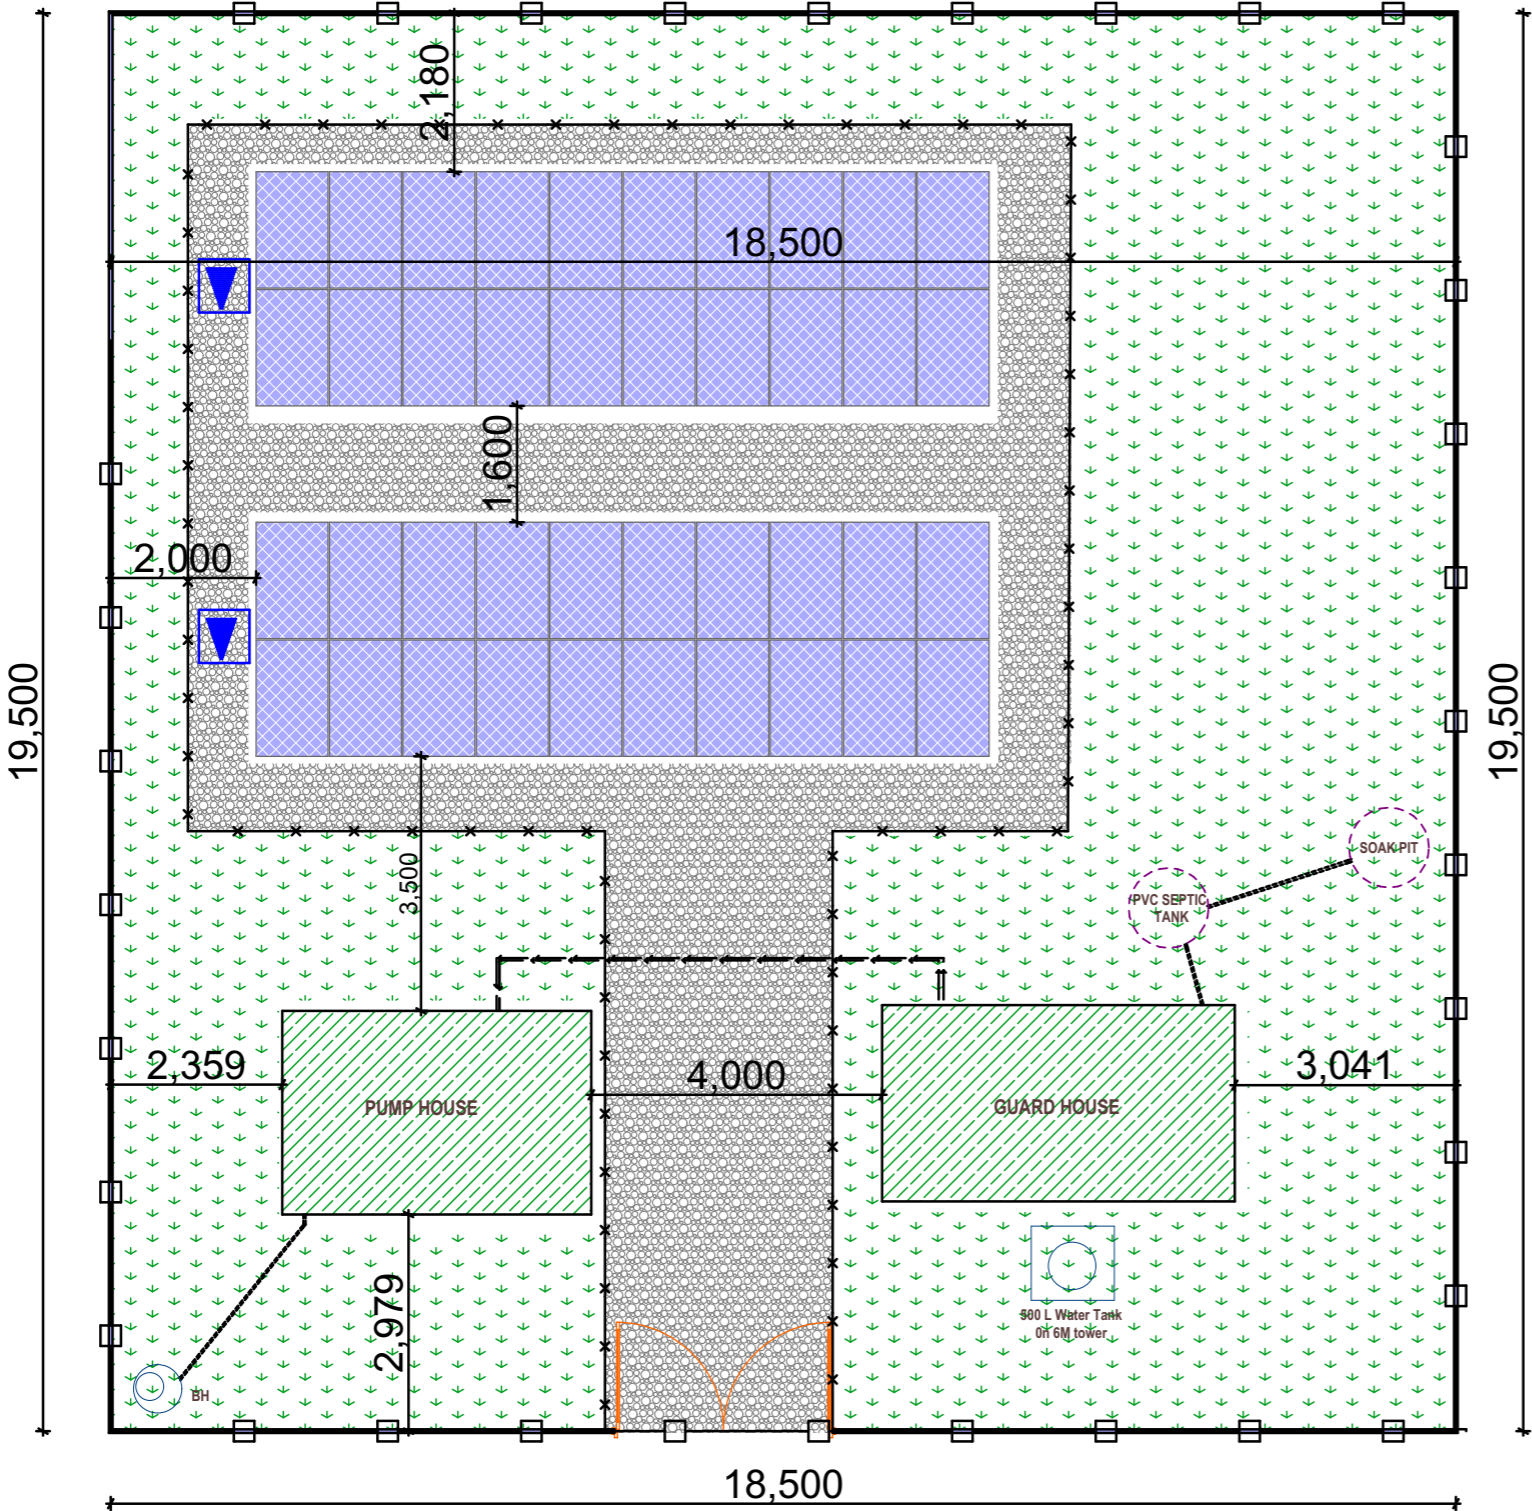 2,180
18,500
1,600
2,000
19,500
19,500
3,500
SOAK PIT
PVC SEPTIC
TANK
2,359
4,000
3,041
PUMP HOUSE
GUARD HOUSE
2,979
500 L Water Tank
0n 6M tower
BH
18,500